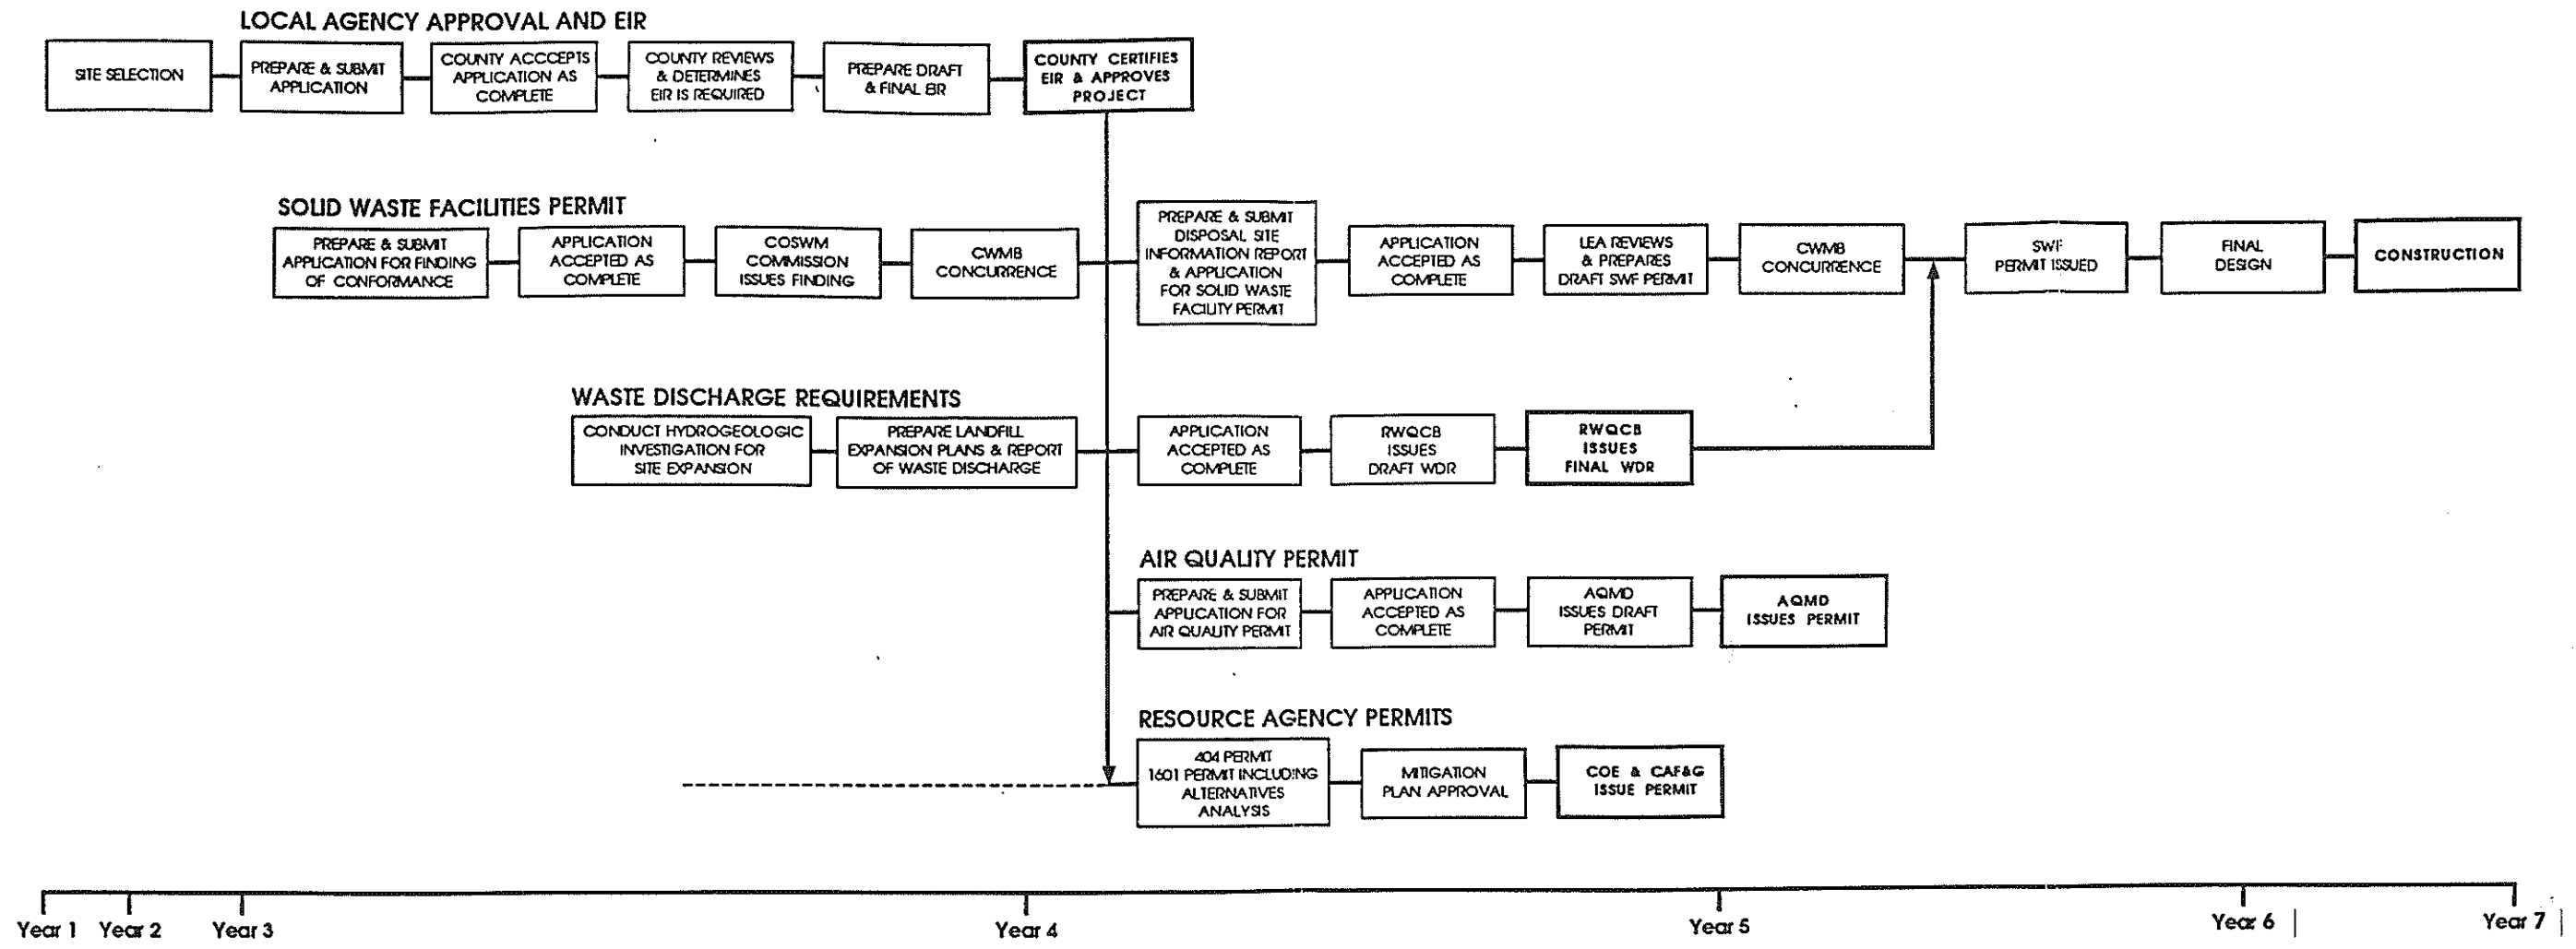 LOCAL AGENCY APPROVAL AND EIR
SITE SELECTION
PREPARE & SUBMIT
APPLICATION
COUNTY ACCCEPTS
APPLICATION AS
COMPLETE
COUNTY REVIEWS
& DETERMINES
EIR IS REQUIRED
PREPARE DRAFT
& FINAL EIR
COUNTY CERTIFIES
EIR & APPROVES
PROJECT
SOLID WASTE FACILITIES PERMIT
PREPARE & SUBMIT
APPLICATION FOR FINDING
OF CONFORMANCE
APPLICATION
ACCEPTED AS
COMPLETE
COSWM
COMMISSION
ISSUES FINDING
CWMB
CONCURRENCE
PREPARE & SUBMIT
DISPOSAL SITE
INFORMATION REPORT
& APPLICATION
FOR SOLID WASTE
FACILITY PERMIT
APPLICATION
ACCEPTED AS
COMPLETE
LEA REVIEWS
& PREPARES
DRAFT SWF PERMIT
CWMB
CONCURRENCE
SWF
PERMIT ISSUED
FINAL
DESIGN
CONSTRUCTION
WASTE DISCHARGE REQUIREMENTS
CONDUCT HYDROGEOLOGIC
INVESTIGATION FOR
SITE EXPANSION
PREPARE LANDFILL
EXPANSION PLANS & REPORT
OF WASTE DISCHARGE
APPLICATION
ACCEPTED AS
COMPLETE
RWQCB
ISSUES
DRAFT WDR
RWQCB
ISSUES
FINAL WDR
AIR QUALITY PERMIT
PREPARE & SUBMIT
APPLICATION FOR
AIR QUALITY PERMIT
APPLICATION
ACCEPTED AS
COMPLETE
AQMD
ISSUES DRAFT
PERMIT
AQMD
ISSUES PERMIT
RESOURCE AGENCY PERMITS
404 PERMIT
1601 PERMIT INCLUDING
ALTERNATIVES
ANALYSIS
MITIGATION
PLAN APPROVAL
COE & CAF&G
ISSUE PERMIT
Year 1
Year 2
Year 3
Year 4
Year 5
Year 6
Year 7